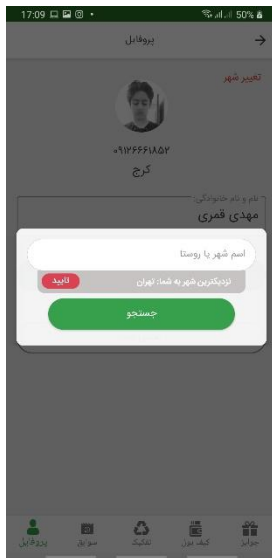 17:09 50%
پروفایل
تغییر شهر
۰۹۱۲۶۶۶۱۸۵۲
کرج
نام و نام خانوادگی
مهدی قمری
اسم شهر یا روستا
نزدیکترین شهر به شما: تهران
تایید
جستجو
جوایز کیف پول تفکیک سوابق پروفایل